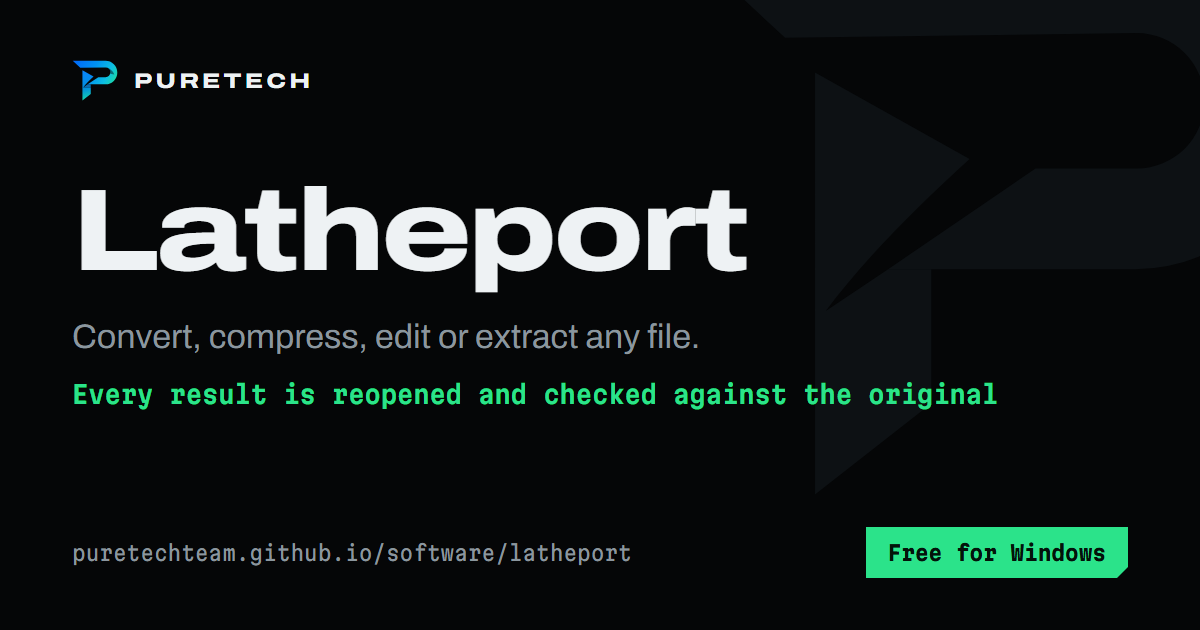 PURETECH
Latheport
Convert, compress, edit or extract any file.
Every result is reopened and checked against the original
puretechteam.github.io/software/latheport
Free for Windows